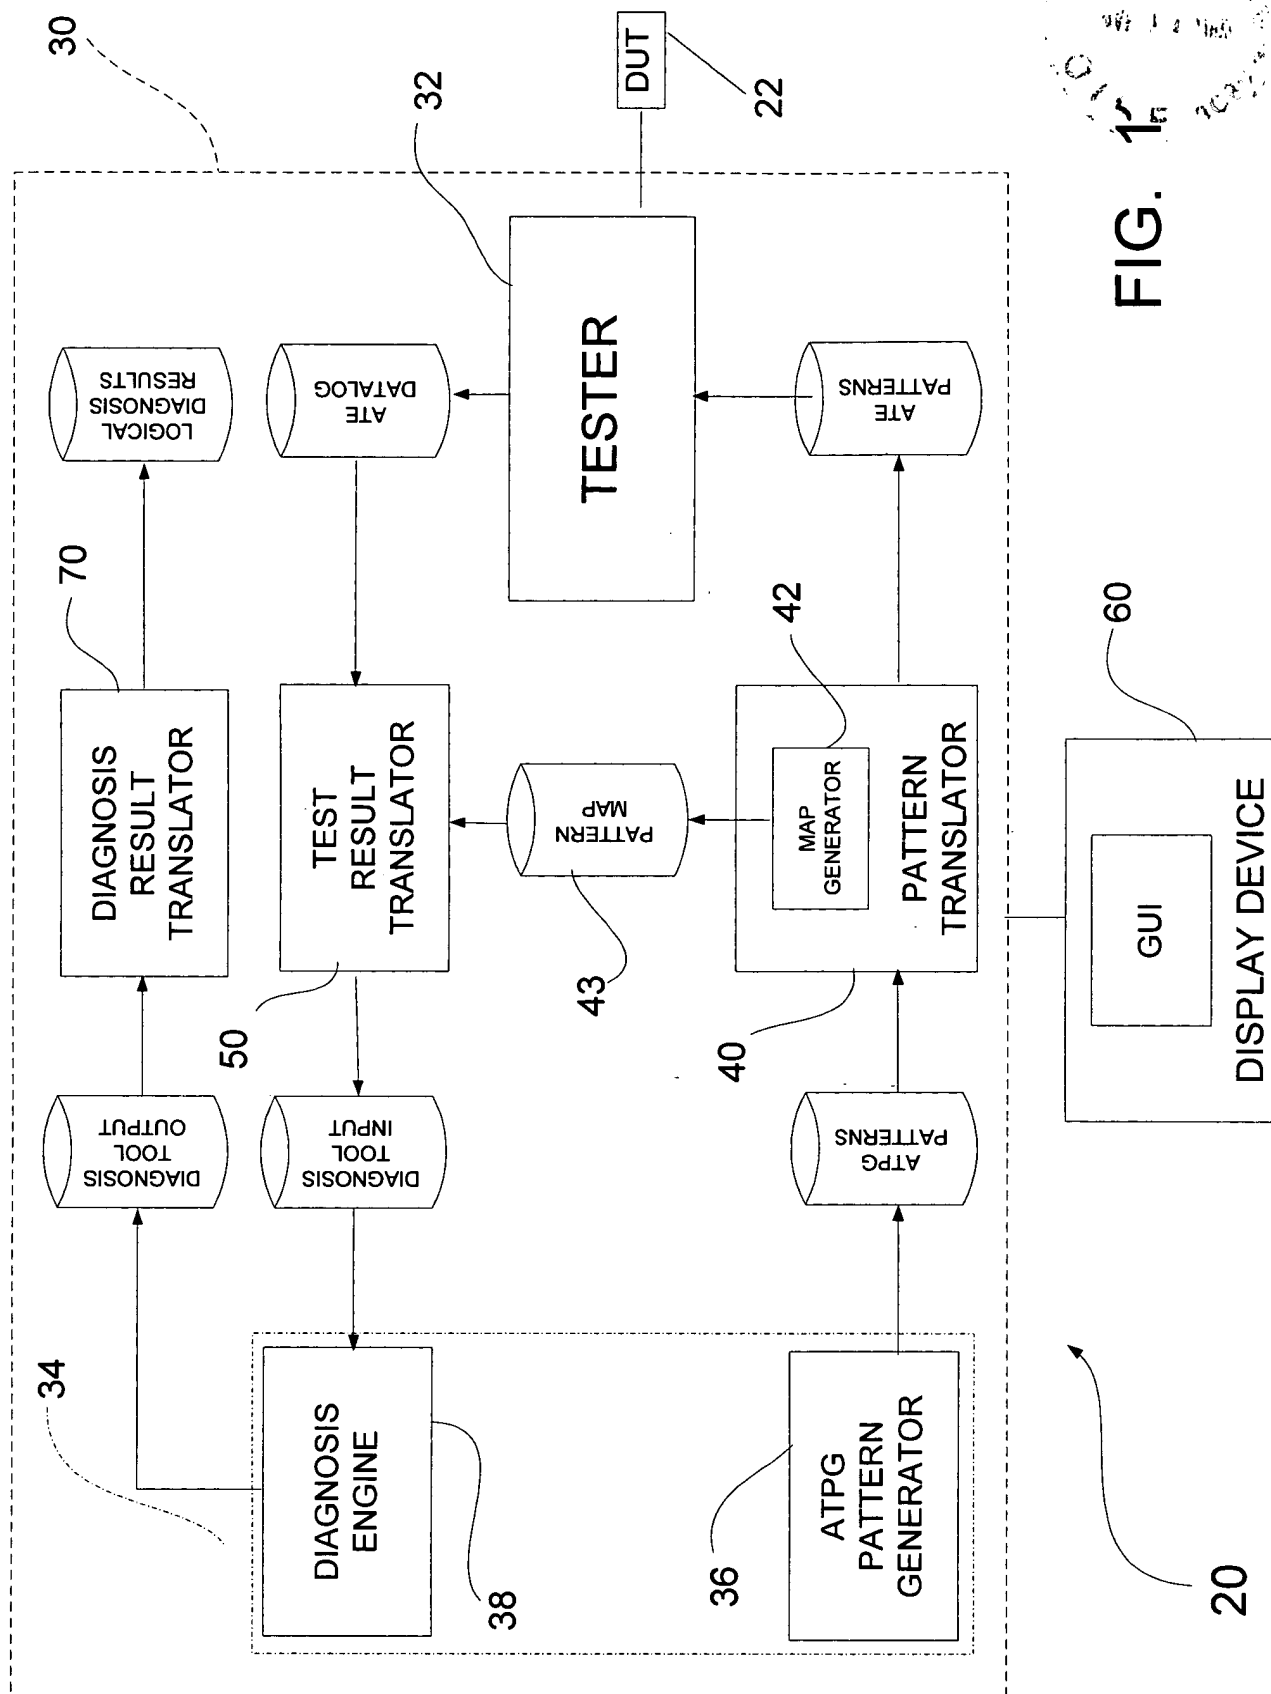 30
34
DIAGNOSIS
TOOL
OUTPUT
DIAGNOSIS
RESULT
TRANSLATOR
70
LOGICAL
DIAGNOSIS
RESULTS
DIAGNOSIS
ENGINE
38
DIAGNOSIS
TOOL
INPUT
50
TEST
RESULT
TRANSLATOR
ATE
DATALOG
32
TESTER
DUT
22
43
PATTERN
MAP
36
ATPG
PATTERN
GENERATOR
ATPG
PATTERNS
40
MAP
GENERATOR
42
PATTERN
TRANSLATOR
ATE
PATTERNS
20
60
GUI
DISPLAY DEVICE
FIG. 1